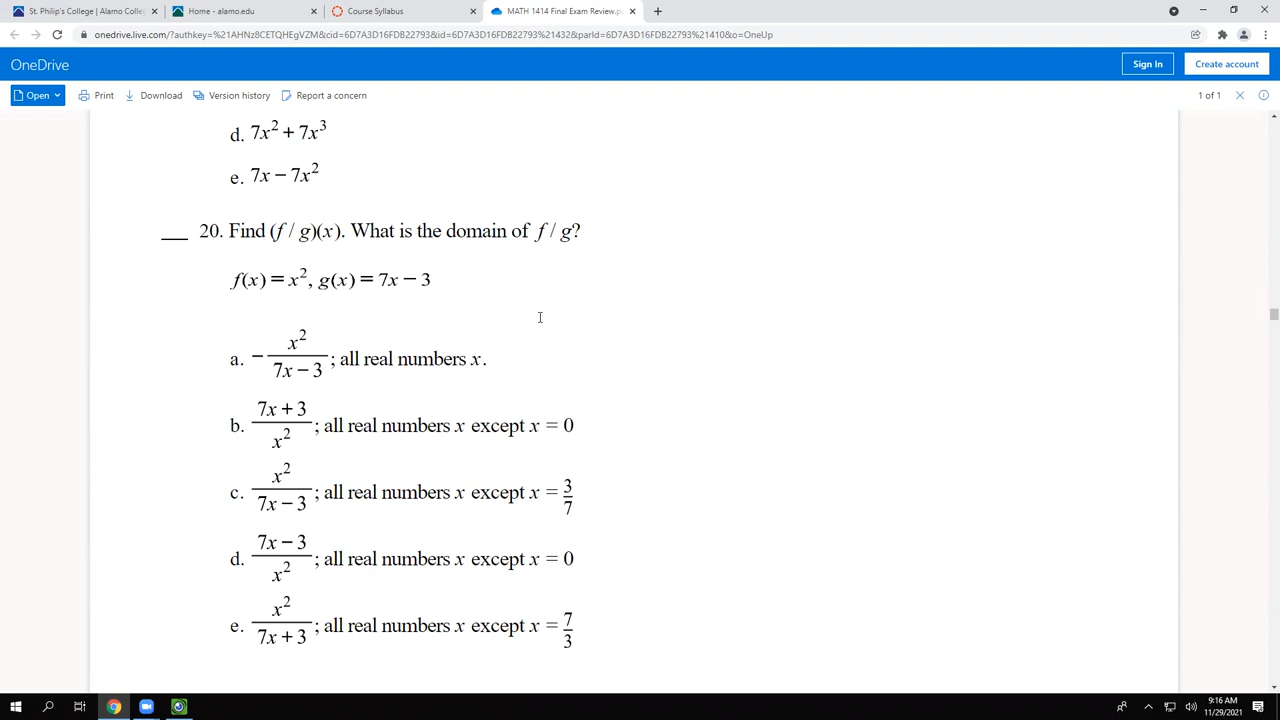 St. Philip's College | Alamo Colleg
Home - alamo.edu
Course Syllabus
MATH 1414 Final Exam Review.pd
onedrive.live.com/?authkey=%21AHNz8CETQHEgVZM&cid=6D7A3D16FDB22793&id=6D7A3D16FDB22793%21432&parId=6D7A3D16FDB22793%21410&o=OneUp
OneDrive
Sign In
Create account
Open
Print
Download
Version history
Report a concern
1 of 1
d. 7x² + 7x³
e. 7x − 7x²
___ 20. Find (f / g)(x). What is the domain of f / g?
f(x) = x², g(x) = 7x − 3
a. − x² / (7x − 3); all real numbers x.
b. (7x + 3) / x²; all real numbers x except x = 0
c. x² / (7x − 3); all real numbers x except x = 3/7
d. (7x − 3) / x²; all real numbers x except x = 0
e. x² / (7x + 3); all real numbers x except x = 7/3
9:16 AM
11/29/2021